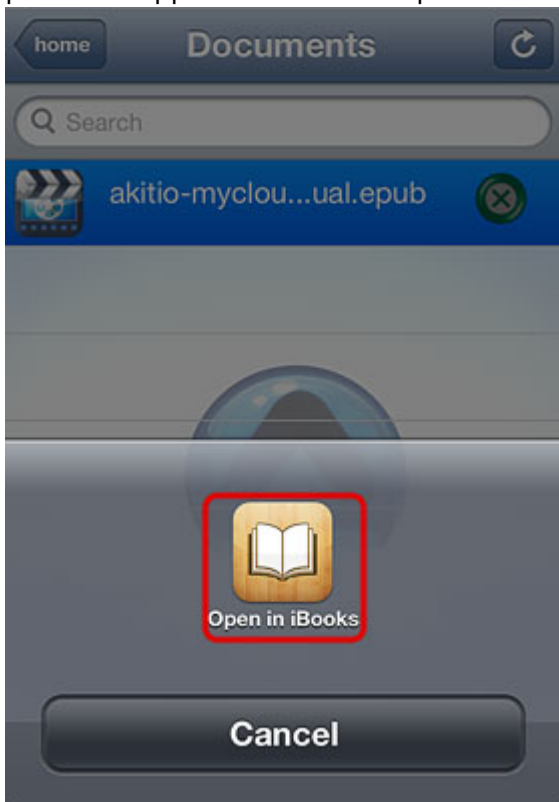 home
Documents
Search
akitio-myclou...ual.epub
Open in iBooks
Cancel